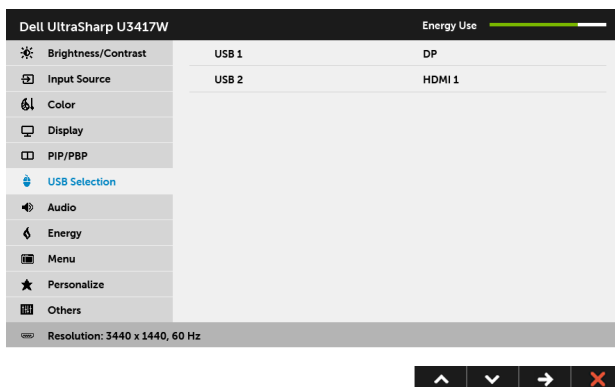 Dell UltraSharp U3417W Energy Use
Brightness/Contrast USB 1 DP
Input Source USB 2 HDMI 1
Color
Display
PIP/PBP
USB Selection
Audio
Energy
Menu
Personalize
Others
Resolution: 3440 x 1440, 60 Hz